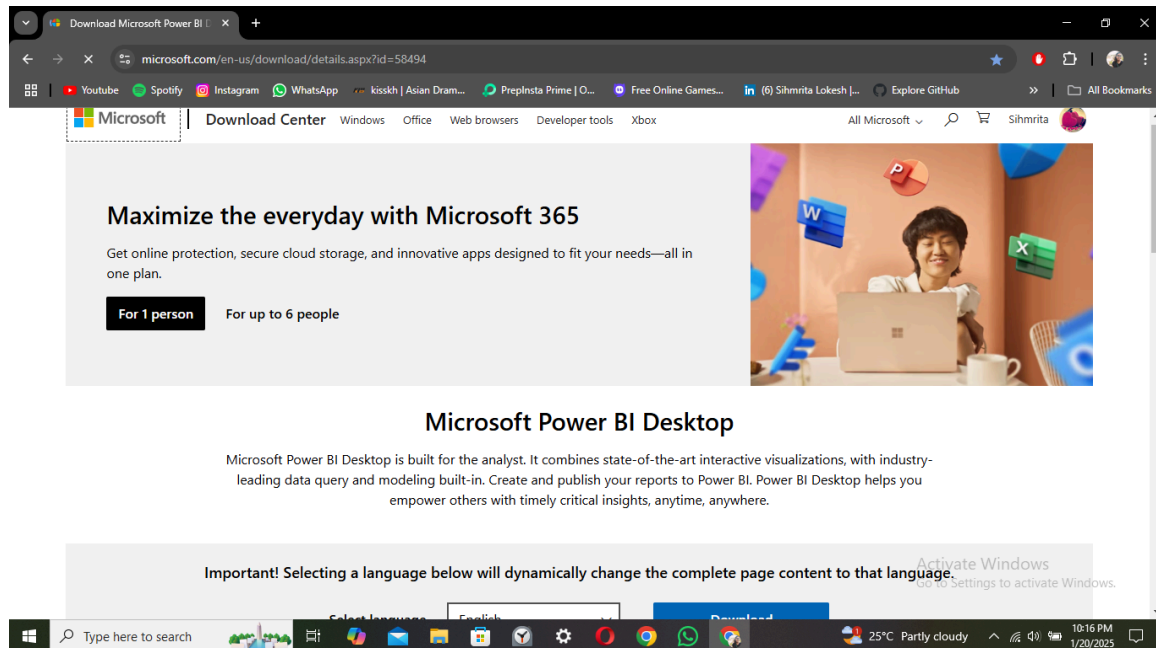 Download Microsoft Power BI D
microsoft.com/en-us/download/details.aspx?id=58494
Youtube Spotify Instagram WhatsApp kisskh | Asian Dram... PrepInsta Prime | O... Free Online Games... (6) Sihmrita Lokesh |... Explore GitHub » All Bookmarks
Microsoft Download Center Windows Office Web browsers Developer tools Xbox All Microsoft Sihmrita
Maximize the everyday with Microsoft 365
Get online protection, secure cloud storage, and innovative apps designed to fit your needs—all in
one plan.
For 1 person For up to 6 people
Microsoft Power BI Desktop
Microsoft Power BI Desktop is built for the analyst. It combines state-of-the-art interactive visualizations, with industry-
leading data query and modeling built-in. Create and publish your reports to Power BI. Power BI Desktop helps you
empower others with timely critical insights, anytime, anywhere.
Activate Windows
Important! Selecting a language below will dynamically change the complete page content to that language.
Go to Settings to activate Windows.
Select language English Download
Type here to search 25°C Partly cloudy 10:16 PM
1/20/2025